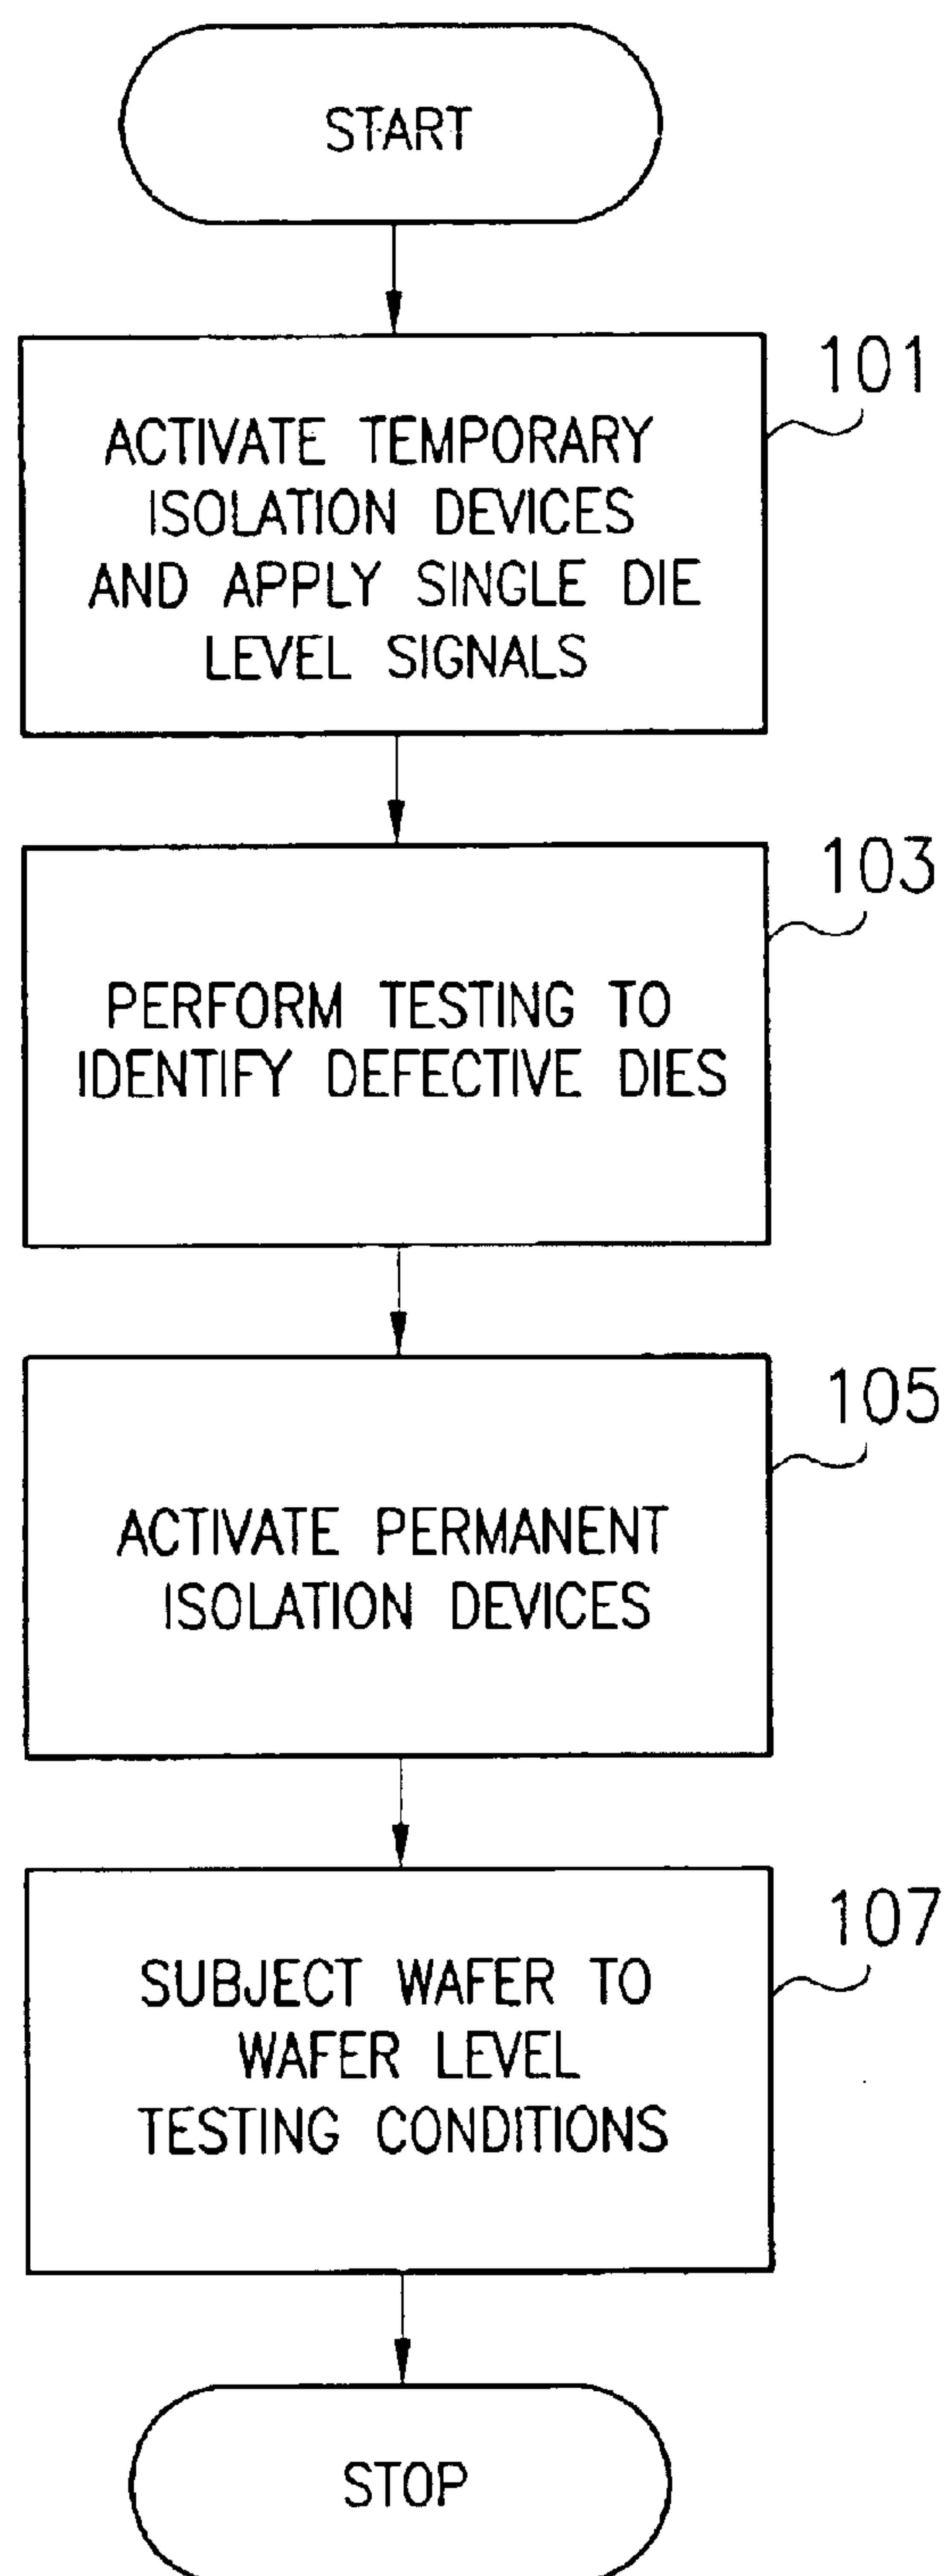 START
101
ACTIVATE TEMPORARY
ISOLATION DEVICES
AND APPLY SINGLE DIE
LEVEL SIGNALS
103
PERFORM TESTING TO
IDENTIFY DEFECTIVE DIES
105
ACTIVATE PERMANENT
ISOLATION DEVICES
107
SUBJECT WAFER TO
WAFER LEVEL
TESTING CONDITIONS
STOP